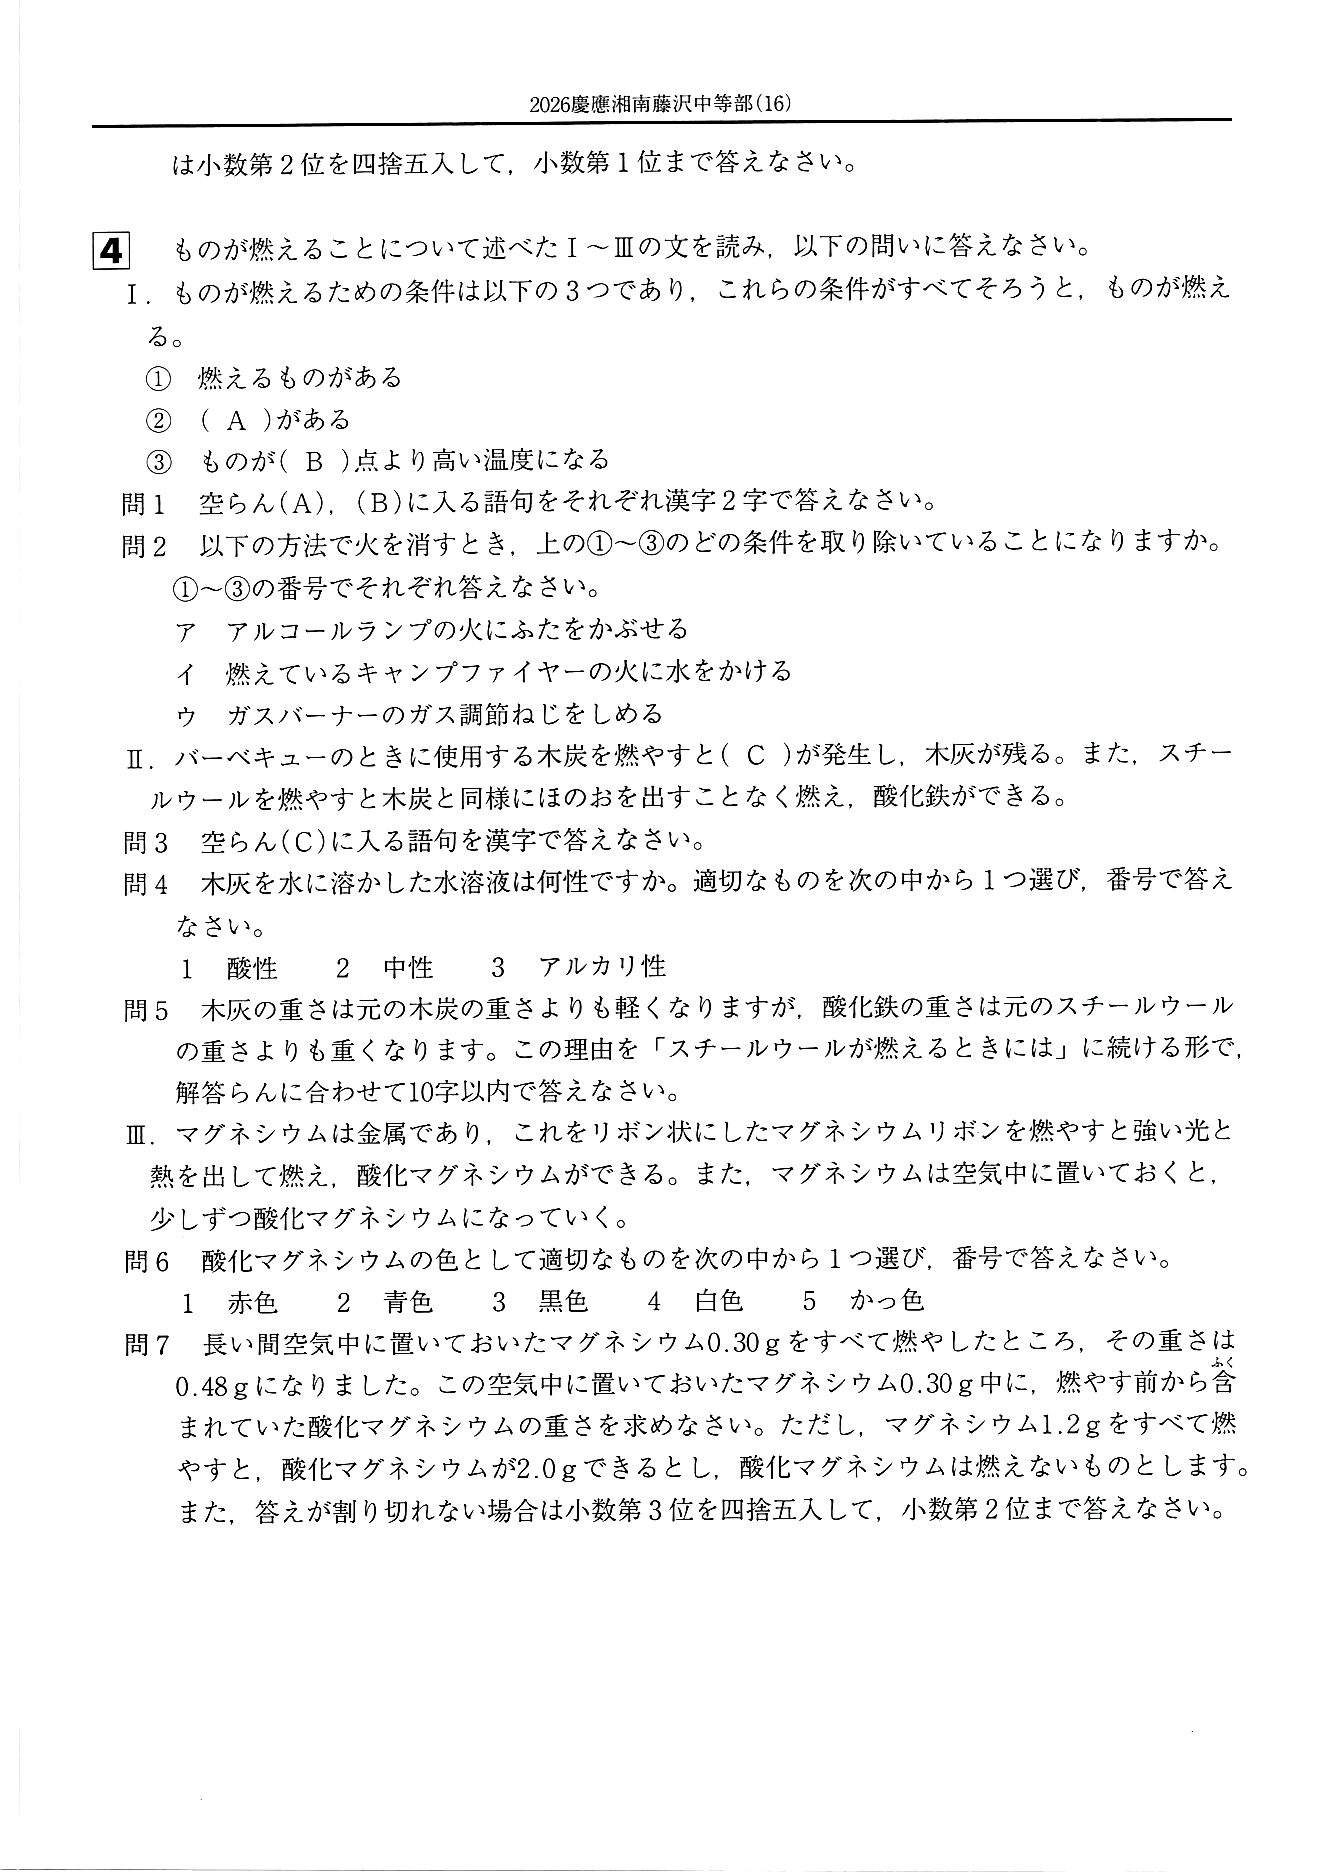 2026慶應湘南藤沢中等部(16)
は小数第2位を四捨五入して，小数第1位まで答えなさい。
4 ものが燃えることについて述べたⅠ～Ⅲの文を読み，以下の問いに答えなさい。
Ⅰ．ものが燃えるための条件は以下の3つであり，これらの条件がすべてそろうと，ものが燃え
る。
① 燃えるものがある
② ( A )がある
③ ものが( B )点より高い温度になる
問1 空らん(A)，(B)に入る語句をそれぞれ漢字2字で答えなさい。
問2 以下の方法で火を消すとき，上の①～③のどの条件を取り除いていることになりますか。
①～③の番号でそれぞれ答えなさい。
ア アルコールランプの火にふたをかぶせる
イ 燃えているキャンプファイヤーの火に水をかける
ウ ガスバーナーのガス調節ねじをしめる
Ⅱ．バーベキューのときに使用する木炭を燃やすと( C )が発生し，木灰が残る。また，スチー
ルウールを燃やすと木炭と同様にほのおを出すことなく燃え，酸化鉄ができる。
問3 空らん(C)に入る語句を漢字で答えなさい。
問4 木灰を水に溶かした水溶液は何性ですか。適切なものを次の中から1つ選び，番号で答え
なさい。
1 酸性 2 中性 3 アルカリ性
問5 木灰の重さは元の木炭の重さよりも軽くなりますが，酸化鉄の重さは元のスチールウール
の重さよりも重くなります。この理由を「スチールウールが燃えるときには」に続ける形で，
解答らんに合わせて10字以内で答えなさい。
Ⅲ．マグネシウムは金属であり，これをリボン状にしたマグネシウムリボンを燃やすと強い光と
熱を出して燃え，酸化マグネシウムができる。また，マグネシウムは空気中に置いておくと，
少しずつ酸化マグネシウムになっていく。
問6 酸化マグネシウムの色として適切なものを次の中から1つ選び，番号で答えなさい。
1 赤色 2 青色 3 黒色 4 白色 5 かっ色
問7 長い間空気中に置いておいたマグネシウム0.30gをすべて燃やしたところ，その重さは
ふく
0.48gになりました。この空気中に置いておいたマグネシウム0.30g中に，燃やす前から含
まれていた酸化マグネシウムの重さを求めなさい。ただし，マグネシウム1.2gをすべて燃
やすと，酸化マグネシウムが2.0gできるとし，酸化マグネシウムは燃えないものとします。
また，答えが割り切れない場合は小数第3位を四捨五入して，小数第2位まで答えなさい。